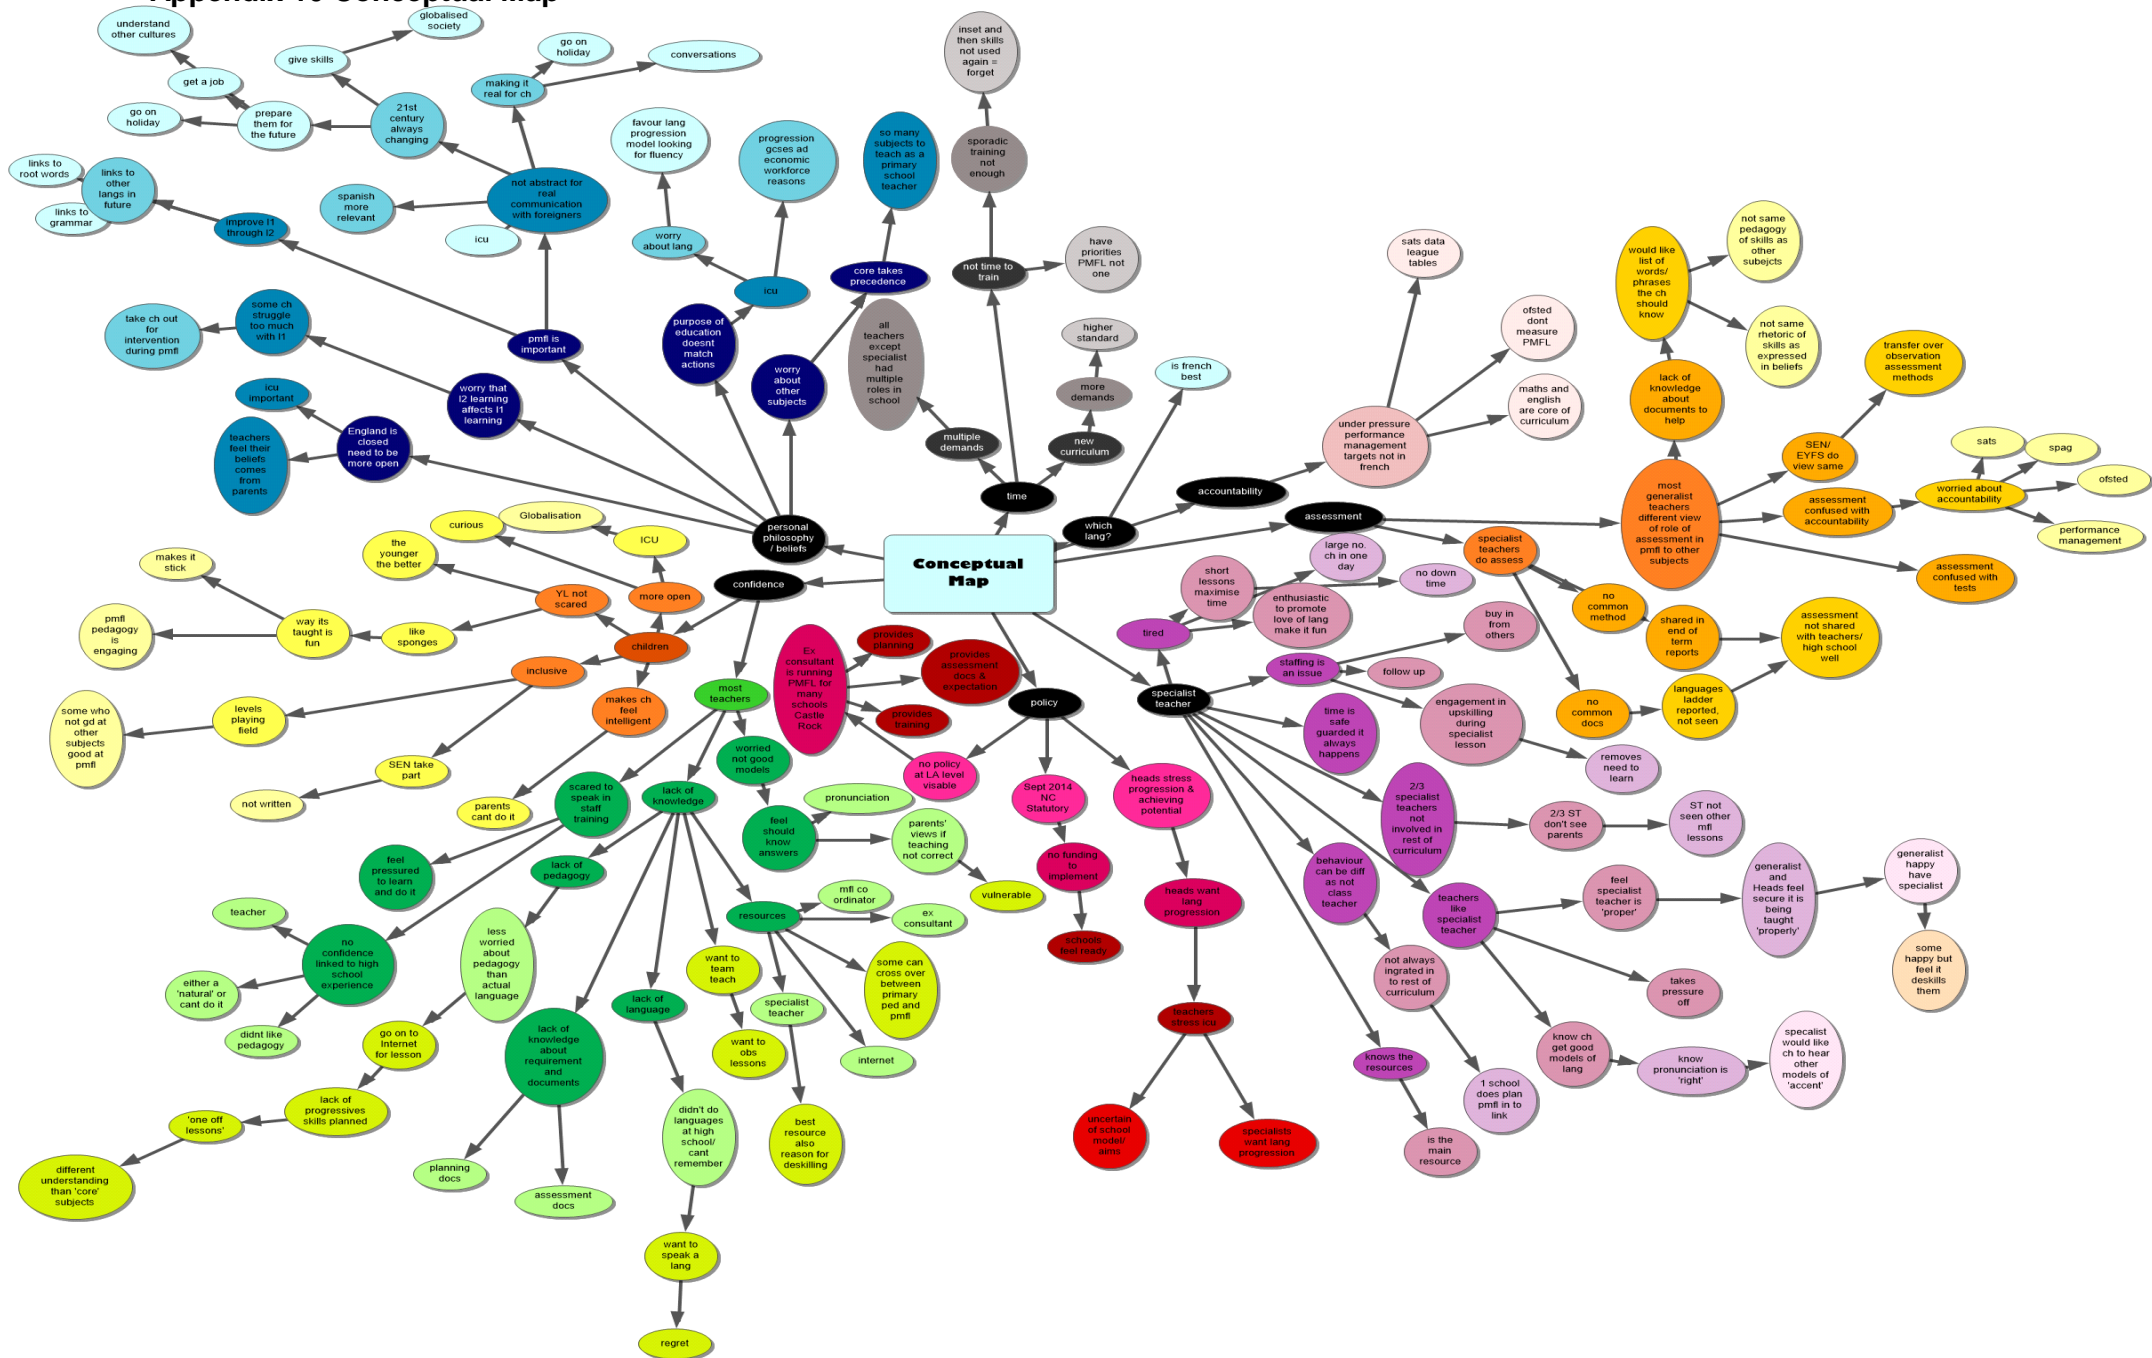 Appendix 10 Conceptual Map
understand
other cultures
globalised
society
give skills
get a job
go on
holiday
prepare
them for
the future
21st
century
always
changing
go on
holiday
conversations
making it
real for ch
links to
root words
links to
other
langs in
future
links to
grammar
improve l1
through l2
spanish
more
relevant
not abstract for
real
communication
with foreigners
icu
favour lang
progression
model looking
for fluency
progression
gcses ad
economic
workforce
reasons
worry
about lang
icu
so many
subjects to
teach as a
primary
school
teacher
core takes
precedence
purpose of
education
doesnt
match
actions
worry
about
other
subjects
pmfl is
important
take ch out
for
intervention
during pmfl
some ch
struggle
too much
with l1
worry that
l2 learning
affects l1
learning
icu
important
teachers
feel their
beliefs
comes
from
parents
England is
closed
need to be
more open
personal
philosophy
/ beliefs
inset and
then skills
not used
again =
forget
sporadic
training
not
enough
not time to
train
have
priorities
PMFL not
one
all
teachers
except
specialist
had
multiple
roles in
school
multiple
demands
higher
standard
more
demands
new
curriculum
time
is french
best
which
lang?
accountability
sats data
league
tables
ofsted
dont
measure
PMFL
maths and
english
are core of
curriculum
under pressure
performance
management
targets not in
french
assessment
would like
list of
words/
phrases
the ch
should
know
not same
pedagogy
of skills as
other
subejcts
not same
rhetoric of
skills as
expressed
in beliefs
lack of
knowledge
about
documents to
help
transfer over
observation
assessment
methods
SEN/
EYFS do
view same
most
generalist
teachers
different view
of role of
assessment in
pmfl to other
subjects
assessment
confused with
accountability
worried about
accountability
sats
spag
ofsted
performance
management
assessment
confused with
tests
specialist
teachers
do assess
no
common
method
shared in
end of
term
reports
assessment
not shared
with teachers/
high school
well
no
common
docs
languages
ladder
reported,
not seen
Conceptual
Map
confidence
curious
Globalisation
ICU
the
younger
the better
YL not
scared
more open
makes it
stick
pmfl
pedagogy
is
engaging
way its
taught is
fun
like
sponges
children
inclusive
makes ch
feel
intelligent
parents
cant do it
levels
playing
field
some who
not gd at
other
subjects
good at
pmfl
SEN take
part
not written
most
teachers
worried
not good
models
scared to
speak in
staff
training
lack of
knowledge
feel
should
know
answers
pronunciation
parents'
views if
teaching
not correct
vulnerable
feel
pressured
to learn
and do it
lack of
pedagogy
teacher
no
confidence
linked to high
school
experience
either a
'natural' or
cant do it
didnt like
pedagogy
less
worried
about
pedagogy
than
actual
language
go on to
Internet
for lesson
lack of
progressives
skills planned
'one off
lessons'
different
understanding
than 'core'
subjects
lack of
knowledge
about
requirement
and
documents
planning
docs
assessment
docs
lack of
language
didn't do
languages
at high
school/
cant
remember
want to
speak a
lang
regret
want to
team
teach
want to
obs
lessons
resources
mfl co
ordinator
ex
consultant
some can
cross over
between
primary
ped and
pmfl
internet
specialist
teacher
best
resource
also
reason for
deskilling
Ex
consultant
is running
PMFL for
many
schools
Castle
Rock
provides
planning
provides
assessment
docs &
expectation
provides
training
policy
no policy
at LA level
visable
Sept 2014
NC
Statutory
no funding
to
implement
schools
feel ready
heads stress
progression &
achieving
potential
heads want
lang
progression
teachers
stress icu
uncertain
of school
model/
aims
specialists
want lang
progression
specialist
teacher
tired
short
lessons
maximise
time
large no.
ch in one
day
no down
time
enthusiastic
to promote
love of lang
make it fun
staffing is
an issue
buy in
from
others
follow up
engagement in
upskilling
during
specialist
lesson
removes
need to
learn
time is
safe
guarded it
always
happens
2/3
specialist
teachers
not
involved in
rest of
curriculum
2/3 ST
don't see
parents
ST not
seen other
mfl
lessons
behaviour
can be diff
as not
class
teacher
not always
ingrated in
to rest of
curriculum
1 school
does plan
pmfl in to
link
teachers
like
specialist
teacher
feel
specialist
teacher is
'proper'
generalist
and
Heads feel
secure it is
being
taught
'properly'
generalist
happy
have
specialist
some
happy but
feel it
deskills
them
takes
pressure
off
know ch
get good
models of
lang
know
pronunciation is
'right'
specalist
would like
ch to hear
other
models of
'accent'
knows the
resources
is the
main
resource